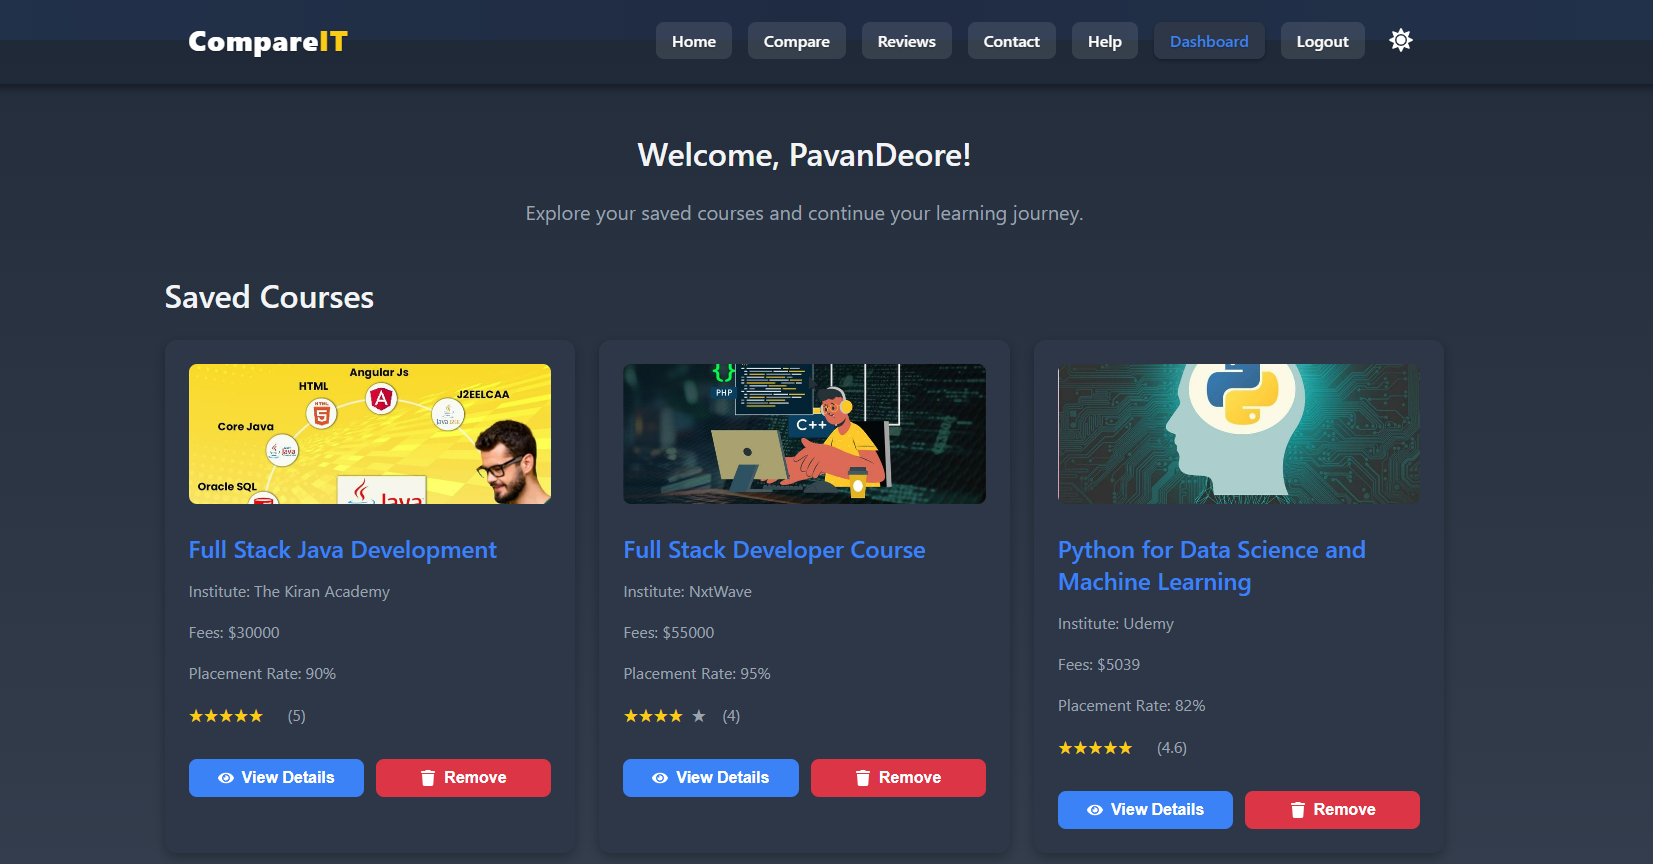 CompareIT
Home
Compare
Reviews
Contact
Help
Dashboard
Logout
Welcome, PavanDeore!
Explore your saved courses and continue your learning journey.
Saved Courses
Angular Js
HTML
HTML
5
J2EELCAA
Core Java
Oracle SQL
Java
Full Stack Java Development
Institute: The Kiran Academy
Fees: $30000
Placement Rate: 90%
★★★★★ (5)
View Details
Remove
{}
PHP
C++
Full Stack Developer Course
Institute: NxtWave
Fees: $55000
Placement Rate: 95%
★★★★ ★ (4)
View Details
Remove
Python for Data Science and
Machine Learning
Institute: Udemy
Fees: $5039
Placement Rate: 82%
★★★★★ (4.6)
View Details
Remove